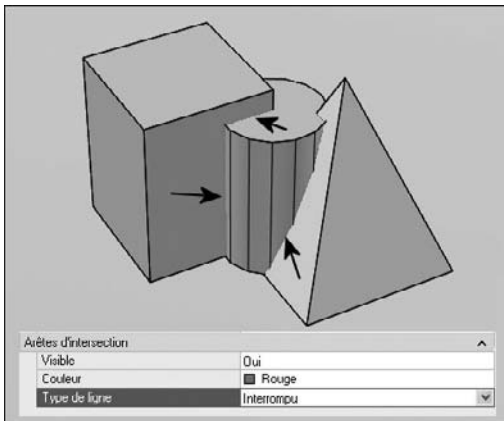 Arêtes d'intersection
Visible Oui
Couleur Rouge
Type de ligne Interrompu